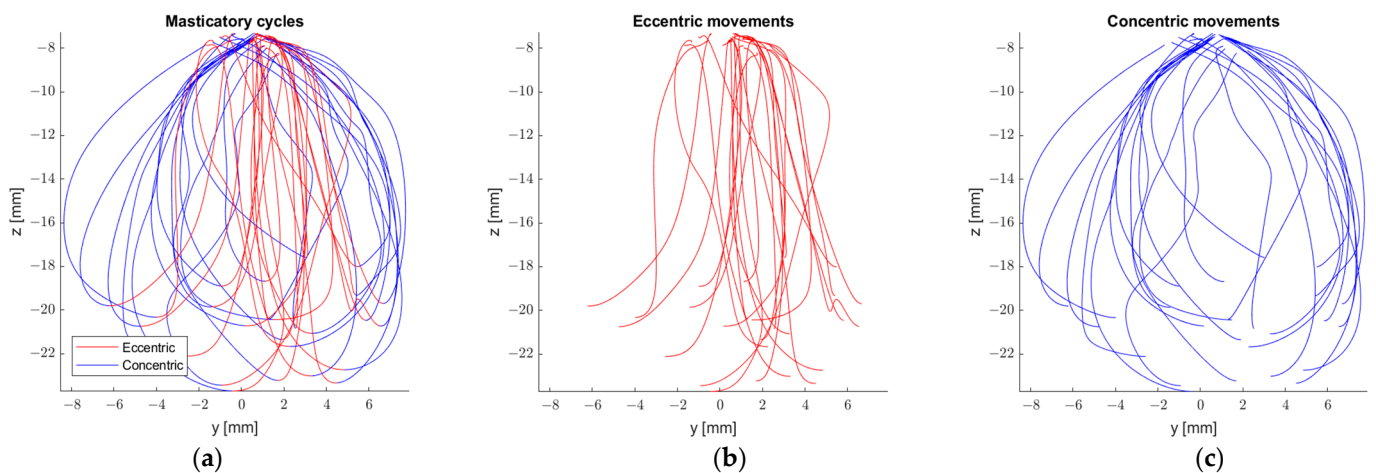 Masticatory cycles
−8
−10
−12
−14
−16
−18
−20
−22
z [mm]
Eccentric
Concentric
−8 −6 −4 −2 0 2 4 6
y [mm]
(a)
Eccentric movements
−8
−10
−12
−14
−16
−18
−20
−22
z [mm]
−8 −6 −4 −2 0 2 4 6
y [mm]
(b)
Concentric movements
−8
−10
−12
−14
−16
−18
−20
−22
z [mm]
−8 −6 −4 −2 0 2 4 6
y [mm]
(c)